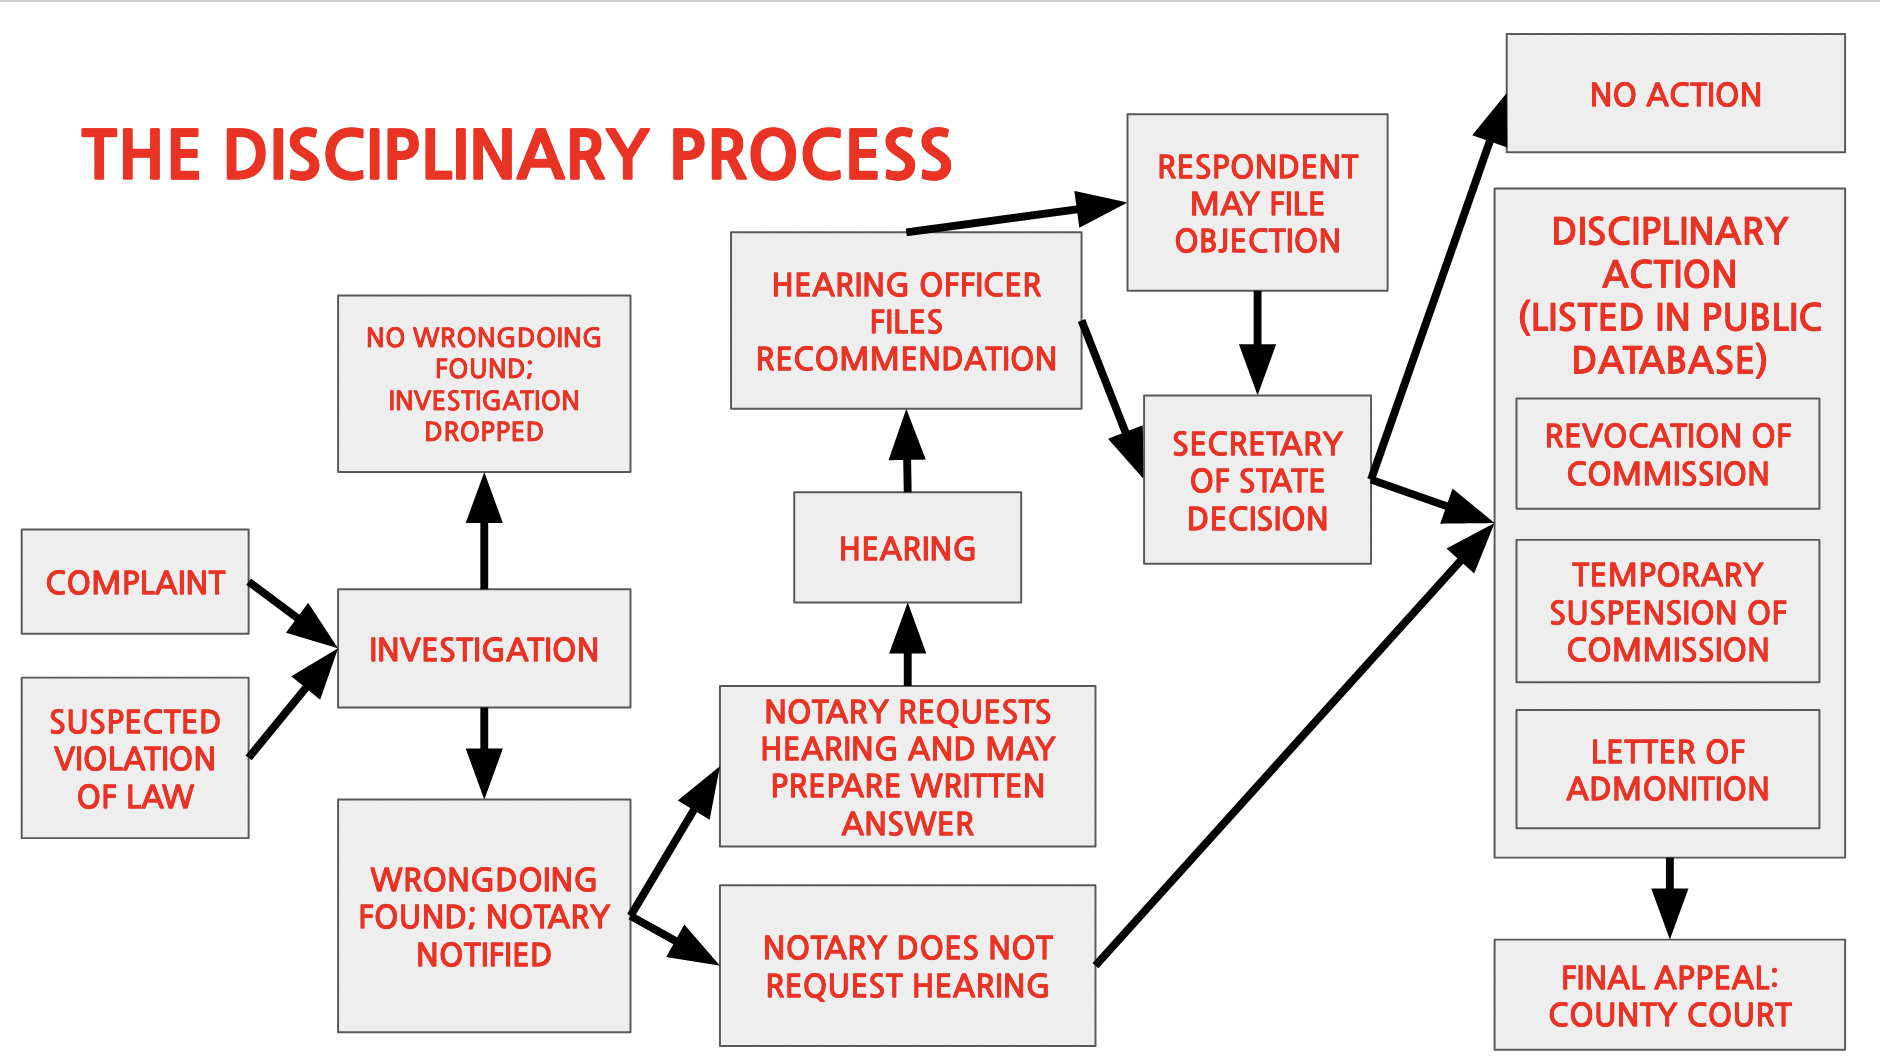 THE DISCIPLINARY PROCESS
COMPLAINT
SUSPECTED
VIOLATION
OF LAW
INVESTIGATION
NO WRONGDOING
FOUND;
INVESTIGATION
DROPPED
WRONGDOING
FOUND; NOTARY
NOTIFIED
NOTARY REQUESTS
HEARING AND MAY
PREPARE WRITTEN
ANSWER
NOTARY DOES NOT
REQUEST HEARING
HEARING
HEARING OFFICER
FILES
RECOMMENDATION
RESPONDENT
MAY FILE
OBJECTION
SECRETARY
OF STATE
DECISION
NO ACTION
DISCIPLINARY
ACTION
(LISTED IN PUBLIC
DATABASE)
REVOCATION OF
COMMISSION
TEMPORARY
SUSPENSION OF
COMMISSION
LETTER OF
ADMONITION
FINAL APPEAL:
COUNTY COURT